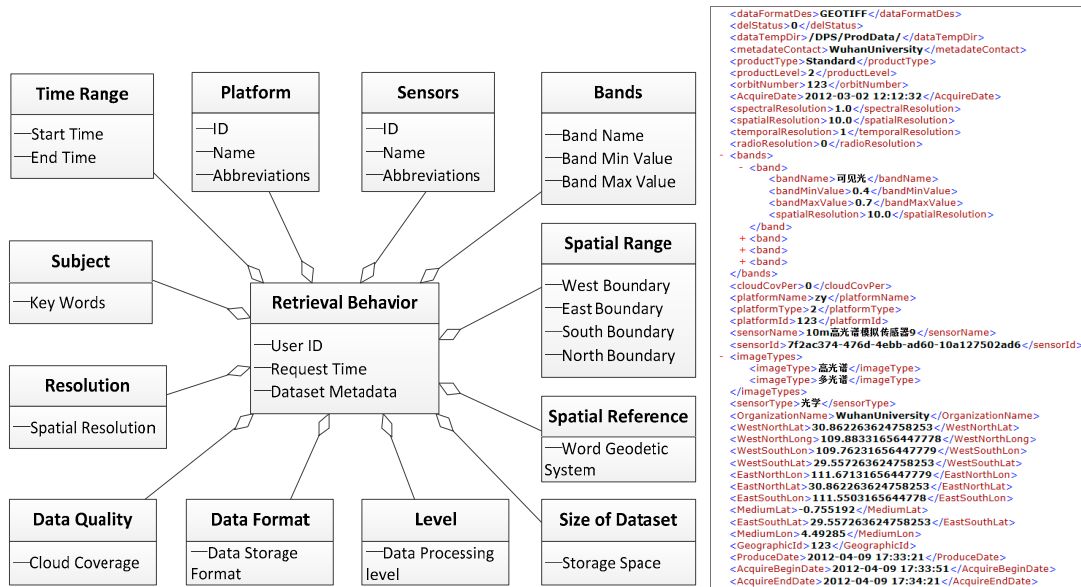 Time Range
—Start Time
—End Time
Platform
—ID
—Name
—Abbreviations
Sensors
—ID
—Name
—Abbreviations
Bands
—Band Name
—Band Min Value
—Band Max Value
Subject
—Key Words
Retrieval Behavior
—User ID
—Request Time
—Dataset Metadata
Spatial Range
—West Boundary
—East Boundary
—South Boundary
—North Boundary
Resolution
—Spatial Resolution
Spatial Reference
—Word Geodetic
System
Data Quality
—Cloud Coverage
Data Format
—Data Storage
Format
Level
—Data Processing
level
Size of Dataset
—Storage Space
<dataFormatDes>GEOTIFF</dataFormatDes>
<delStatus>0</delStatus>
<dataTempDir>/DPS/ProdData/</dataTempDir>
<metadateContact>WuhanUniversity</metadateContact>
<productType>Standard</productType>
<productLevel>2</productLevel>
<orbitNumber>123</orbitNumber>
<AcquireDate>2012-03-02 12:12:32</AcquireDate>
<spectralResolution>1.0</spectralResolution>
<spatialResolution>10.0</spatialResolution>
<temporalResolution>1</temporalResolution>
<radioResolution>0</radioResolution>
- <bands>
- <band>
<bandName>可见光</bandName>
<bandMinValue>0.4</bandMinValue>
<bandMaxValue>0.7</bandMaxValue>
<spatialResolution>10.0</spatialResolution>
</band>
+ <band>
+ <band>
+ <band>
</bands>
<cloudCovPer>0</cloudCovPer>
<platformName>zy</platformName>
<platformType>2</platformType>
<platformId>123</platformId>
<sensorName>10m高光谱模拟传感器9</sensorName>
<sensorId>7f2ac374-476d-4ebb-ad60-10a127502ad6</sensorId>
- <imageTypes>
<imageType>高光谱</imageType>
<imageType>多光谱</imageType>
</imageTypes>
<sensorType>光学</sensorType>
<OrganizationName>WuhanUniversity</OrganizationName>
<WestNorthLat>30.862263624758253</WestNorthLat>
<WestNorthLong>109.88331656447778</WestNorthLong>
<WestSouthLon>109.76231656447779</WestSouthLon>
<WestSouthLat>29.557263624758253</WestSouthLat>
<EastNorthLon>111.67131656447779</EastNorthLon>
<EastNorthLat>30.862263624758253</EastNorthLat>
<EastSouthLon>111.5503165644778</EastSouthLon>
<MediumLat>-0.755192</MediumLat>
<EastSouthLat>29.557263624758253</EastSouthLat>
<MediumLon>4.49285</MediumLon>
<GeographicId>123</GeographicId>
<ProduceDate>2012-04-09 17:33:21</ProduceDate>
<AcquireBeginDate>2012-04-09 17:33:51</AcquireBeginDate>
<AcquireEndDate>2012-04-09 17:34:21</AcquireEndDate>